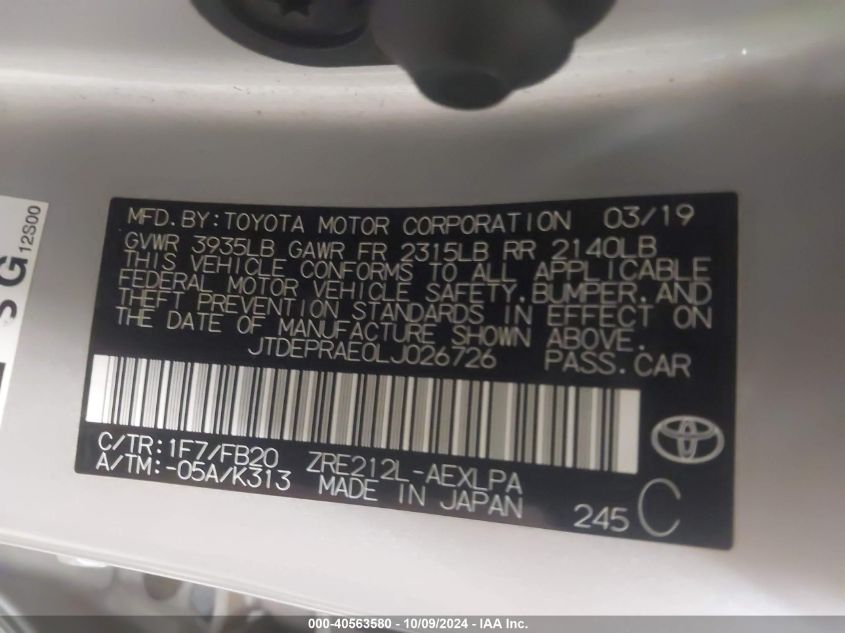 MFD.BY:TOYOTA MOTOR CORPORATION 03/19
GVWR 3935LB GAWR FR 2315LB RR 2140LB
THIS VEHICLE CONFORMS TO ALL APPLICABLE
FEDERAL MOTOR VEHICLE SAFETY.BUMPER.AND
THEFT PREVENTION STANDARDS IN EFFECT ON
THE DATE OF MANUFACTURE SHOWN ABOVE.
JTDEPRAE0LJ026726 PASS.CAR
C/TR:1F7/FB20 ZRE212L-AEXLPA
A/TM:-05A/K313 MADE IN JAPAN
245 C
SG
12S00
000-40563580 - 10/09/2024 - IAA Inc.